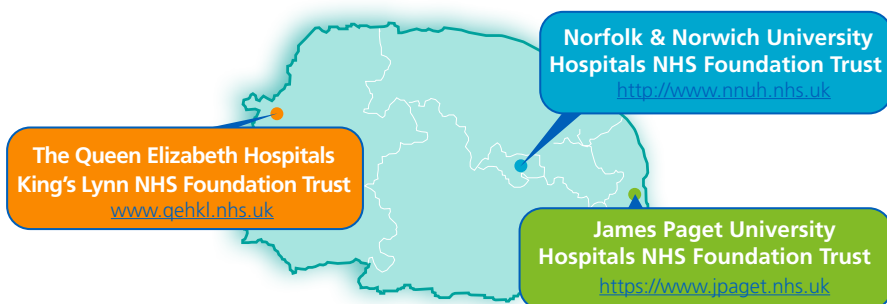 Norfolk & Norwich University
Hospitals NHS Foundation Trust
http://www.nnuh.nhs.uk
The Queen Elizabeth Hospitals
King's Lynn NHS Foundation Trust
www.qehkl.nhs.uk
James Paget University
Hospitals NHS Foundation Trust
https://www.jpaget.nhs.uk